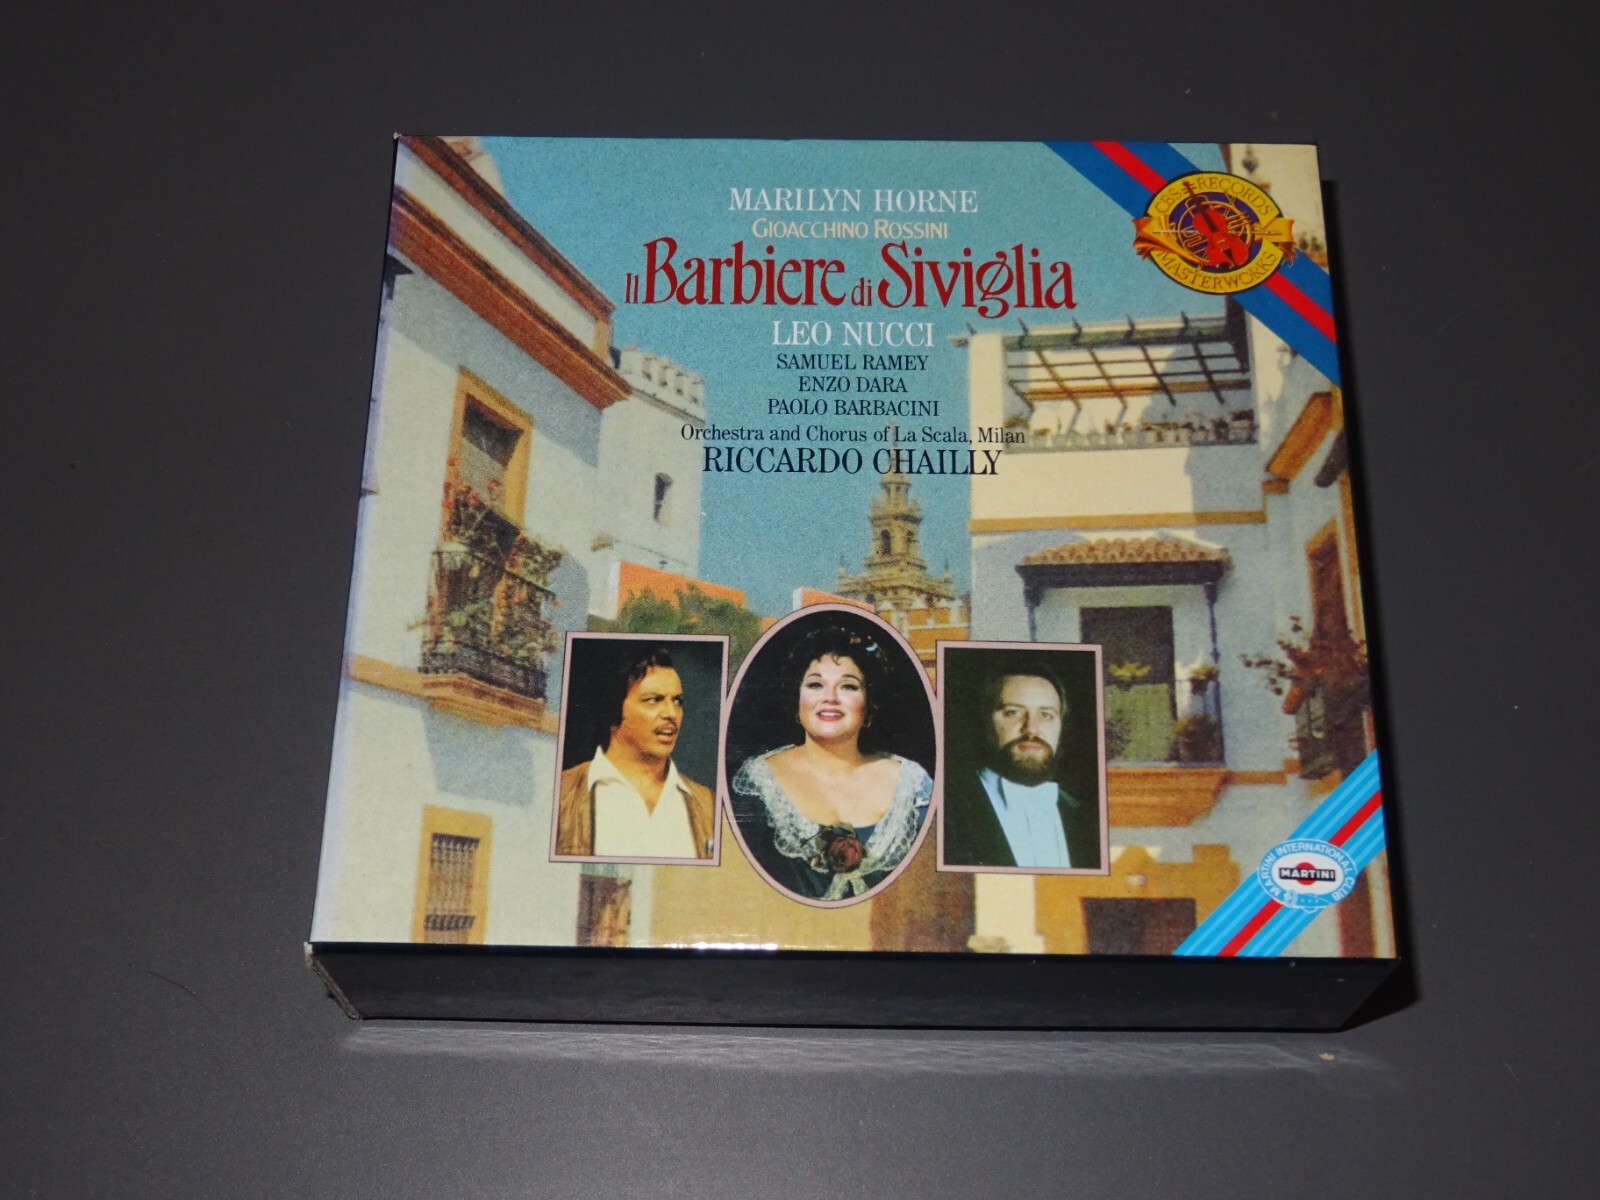 MARILYN HORNE
GIOACCHINO ROSSINI
Il Barbiere di Siviglia
LEO NUCCI
SAMUEL RAMEY
ENZO DARA
PAOLO BARBACINI
Orchestra and Chorus of La Scala, Milan
RICCARDO CHAILLY
CBS RECORDS
MASTERWORKS
MARTINI INTERNATIONAL CLUB
MARTINI